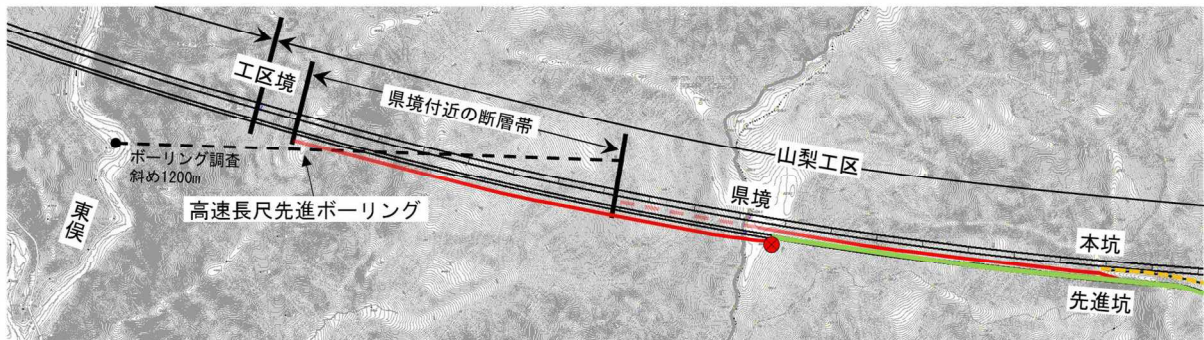 工区境
県境付近の断層帯
山梨工区
ボーリング調査
斜め1200m
県境
高速長尺先進ボーリング
東俣
本坑
先進坑